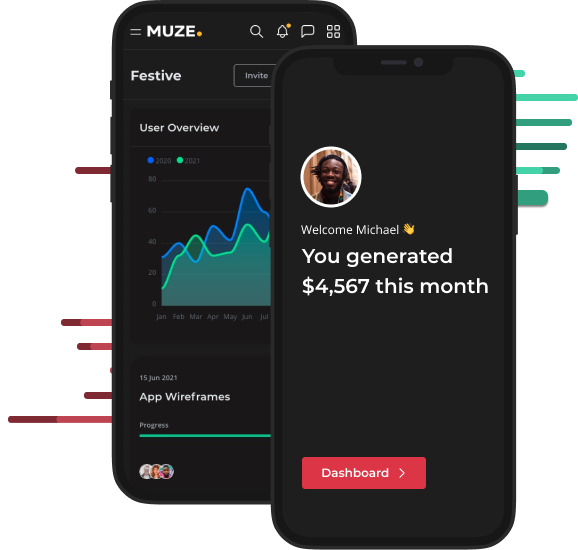 MUZE.
Festive
Invite
User Overview
2020 2021
80
60
40
20
0
Jan Feb Mar Apr May Jun Jul
15 Jun 2021
App Wireframes
Progress
Welcome Michael 👋
You generated
$4,567 this month
Dashboard